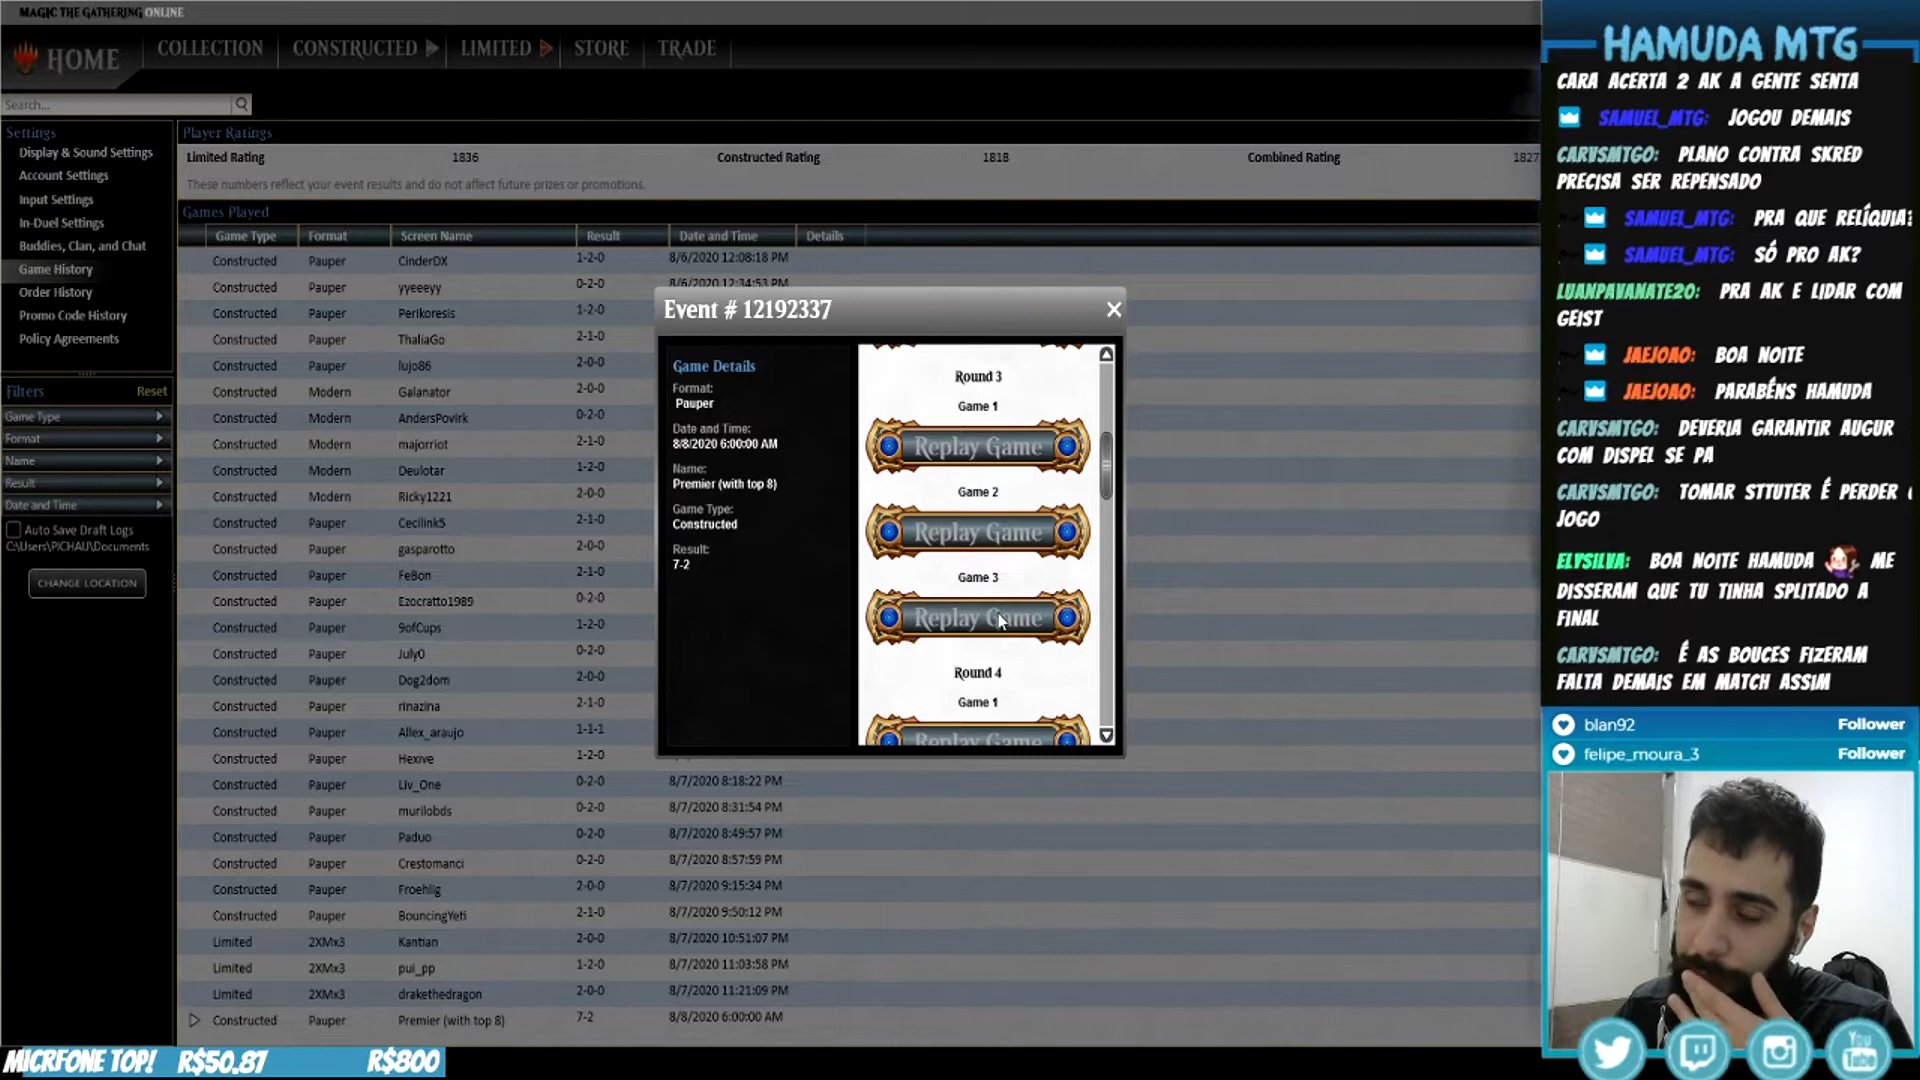 MAGIC THE GATHERING ONLINE
HOME
COLLECTION
CONSTRUCTED
LIMITED
STORE
TRADE
Search...
Settings
Display & Sound Settings
Account Settings
Input Settings
In-Duel Settings
Buddies, Clan, and Chat
Game History
Order History
Promo Code History
Policy Agreements
Filters Reset
Game Type
Format
Name
Result
Date and Time
Auto Save Draft Logs
C:\Users\PICHAU\Documents
CHANGE LOCATION
Player Ratings
Limited Rating 1836 Constructed Rating 1818 Combined Rating 1827
These numbers reflect your event results and do not affect future prizes or promotions.
Games Played
Game Type Format Screen Name Result Date and Time Details
Constructed Pauper CinderDX 1-2-0 8/6/2020 12:08:18 PM
Constructed Pauper yyeeeyy 0-2-0 8/6/2020 12:34:53 PM
Constructed Pauper Perikoresis 1-2-0
Constructed Pauper ThaliaGo 2-1-0
Constructed Pauper lujo86 2-0-0
Constructed Modern Galanator 2-0-0
Constructed Modern AndersPovirk 0-2-0
Constructed Modern majorriot 2-1-0
Constructed Modern Deulotar 1-2-0
Constructed Modern Ricky1221 2-0-0
Constructed Pauper Cecilink5 2-1-0
Constructed Pauper gasparotto 2-0-0
Constructed Pauper FeBon 2-1-0
Constructed Pauper Ezocratto1989 0-2-0
Constructed Pauper 9ofCups 1-2-0
Constructed Pauper July0 0-2-0
Constructed Pauper Dog2dom 2-0-0
Constructed Pauper rinazina 2-1-0
Constructed Pauper Allex_araujo 1-1-1
Constructed Pauper Hexive 1-2-0
Constructed Pauper Liv_One 0-2-0 8/7/2020 8:18:22 PM
Constructed Pauper murilobds 0-2-0 8/7/2020 8:31:54 PM
Constructed Pauper Paduo 0-2-0 8/7/2020 8:49:57 PM
Constructed Pauper Crestomanci 0-2-0 8/7/2020 8:57:59 PM
Constructed Pauper Froehlig 2-0-0 8/7/2020 9:15:34 PM
Constructed Pauper BouncingYeti 2-1-0 8/7/2020 9:50:12 PM
Limited 2XMx3 Kantian 2-0-0 8/7/2020 10:51:07 PM
Limited 2XMx3 pui_pp 1-2-0 8/7/2020 11:03:58 PM
Limited 2XMx3 drakethedragon 2-0-0 8/7/2020 11:21:09 PM
Constructed Pauper Premier (with top 8) 7-2 8/8/2020 6:00:00 AM
Event # 12192337
Game Details
Format:
Pauper
Date and Time:
8/8/2020 6:00:00 AM
Name:
Premier (with top 8)
Game Type:
Constructed
Result:
7-2
Round 3
Game 1
Replay Game
Game 2
Replay Game
Game 3
Replay Game
Round 4
Game 1
Replay Game
HAMUDA MTG
CARA ACERTA 2 AK A GENTE SENTA
SAMUEL_MTG: JOGOU DEMAIS
CARVSMTGO: PLANO CONTRA SKRED
PRECISA SER REPENSADO
SAMUEL_MTG: PRA QUE RELÍQUIA?
SAMUEL_MTG: SÓ PRO AK?
LUANPAVANATE20: PRA AK E LIDAR COM
GEIST
JAEJOAO: BOA NOITE
JAEJOAO: PARABÉNS HAMUDA
CARVSMTGO: DEVERIA GARANTIR AUGUR
COM DISPEL SE PA
CARVSMTGO: TOMAR STTUTER É PERDER
JOGO
ELYSILVA: BOA NOITE HAMUDA ME
DISSERAM QUE TU TINHA SPLITADO A
FINAL
CARVSMTGO: É AS BOUCES FIZERAM
FALTA DEMAIS EM MATCH ASSIM
blan92 Follower
felipe_moura_3 Follower
MICRFONE TOP! R$50.87 R$800
You
Tube